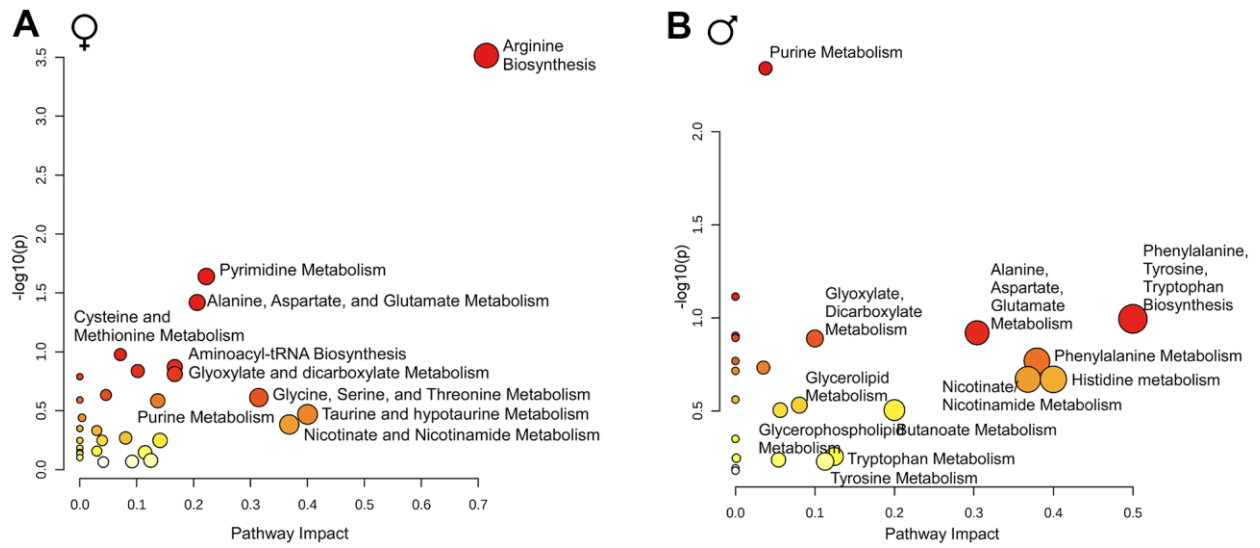 A ♀
3.5
3.0
2.5
2.0
1.5
1.0
0.5
0.0
-log10(p)
Arginine
Biosynthesis
Pyrimidine Metabolism
Alanine, Aspartate, and Glutamate Metabolism
Cysteine and
Methionine Metabolism
Aminoacyl-tRNA Biosynthesis
Glyoxylate and dicarboxylate Metabolism
Glycine, Serine, and Threonine Metabolism
Purine Metabolism
Taurine and hypotaurine Metabolism
Nicotinate and Nicotinamide Metabolism
0.0 0.1 0.2 0.3 0.4 0.5 0.6 0.7
Pathway Impact
B ♂
2.0
1.5
1.0
0.5
-log10(p)
Purine Metabolism
Phenylalanine,
Tyrosine,
Tryptophan
Biosynthesis
Alanine,
Aspartate,
Glutamate
Metabolism
Glyoxylate,
Dicarboxylate
Metabolism
Phenylalanine Metabolism
Histidine metabolism
Nicotinate,
Nicotinamide Metabolism
Glycerolipid
Metabolism
Butanoate Metabolism
Glycerophospholipid
Metabolism
Tryptophan Metabolism
Tyrosine Metabolism
0.0 0.1 0.2 0.3 0.4 0.5
Pathway Impact